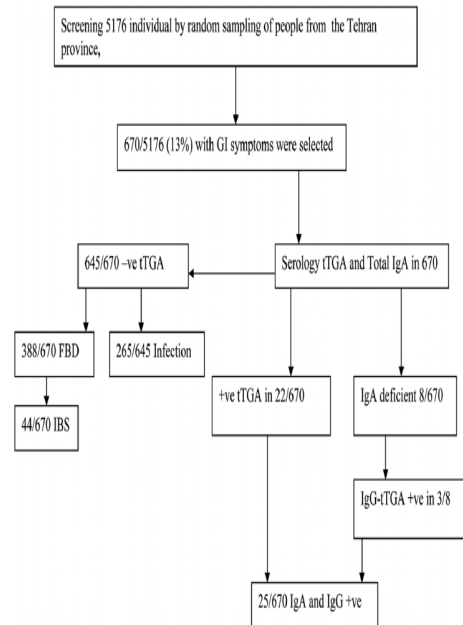 Screening 5176 individual by random sampling of people from the Tehran
province,
670/5176 (13%) with GI symptoms were selected
645/670 –ve tTGA
Serology tTGA and Total IgA in 670
388/670 FBD
265/645 Infection
+ve tTGA in 22/670
IgA deficient 8/670
44/670 IBS
IgG-tTGA +ve in 3/8
25/670 IgA and IgG +ve